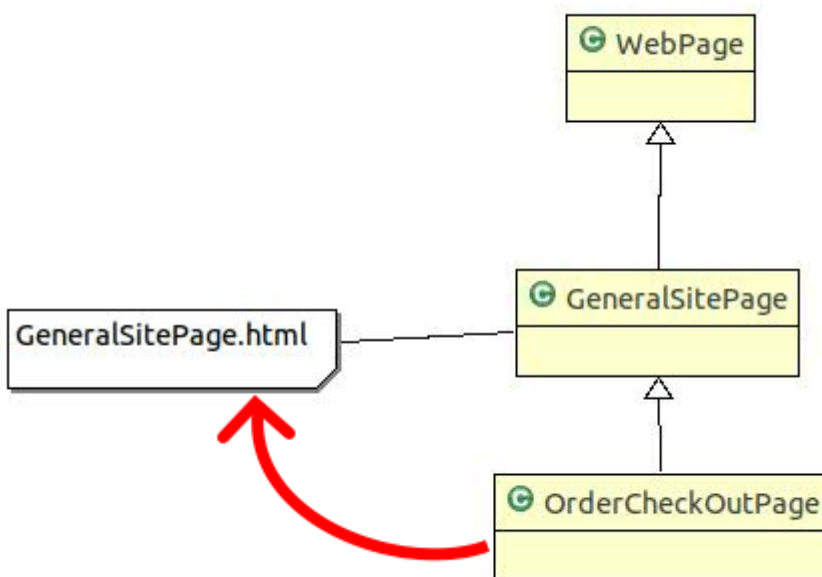 C WebPage
C GeneralSitePage
GeneralSitePage.html
C OrderCheckOutPage